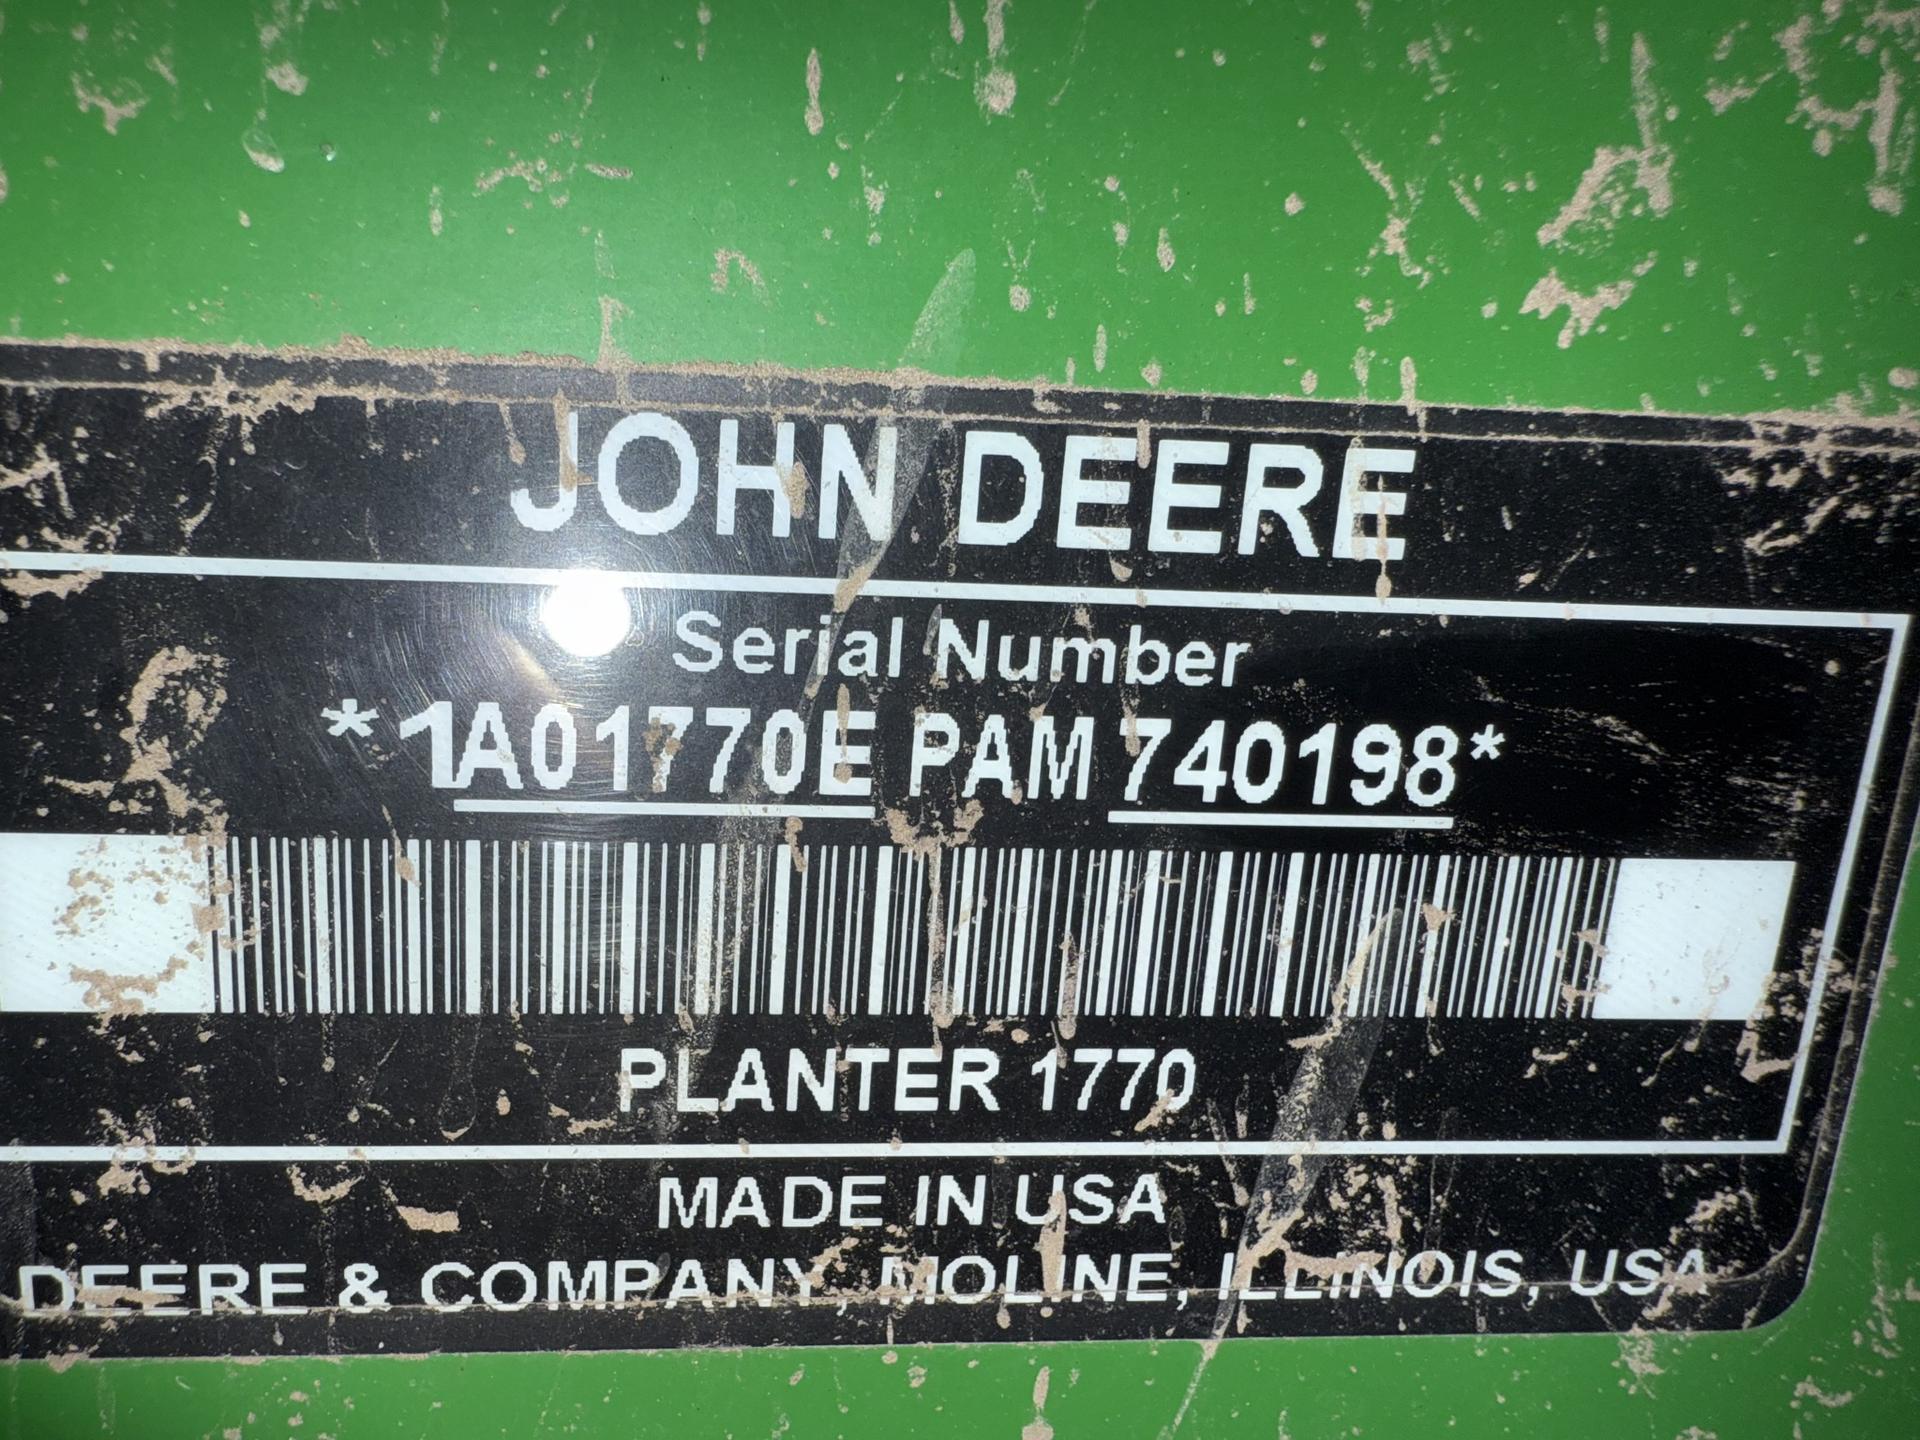 JOHN DEERE
Serial Number
*1A01770E PAM 740198*
PLANTER 1770
MADE IN USA
DEERE & COMPANY, MOLINE, ILLINOIS, USA